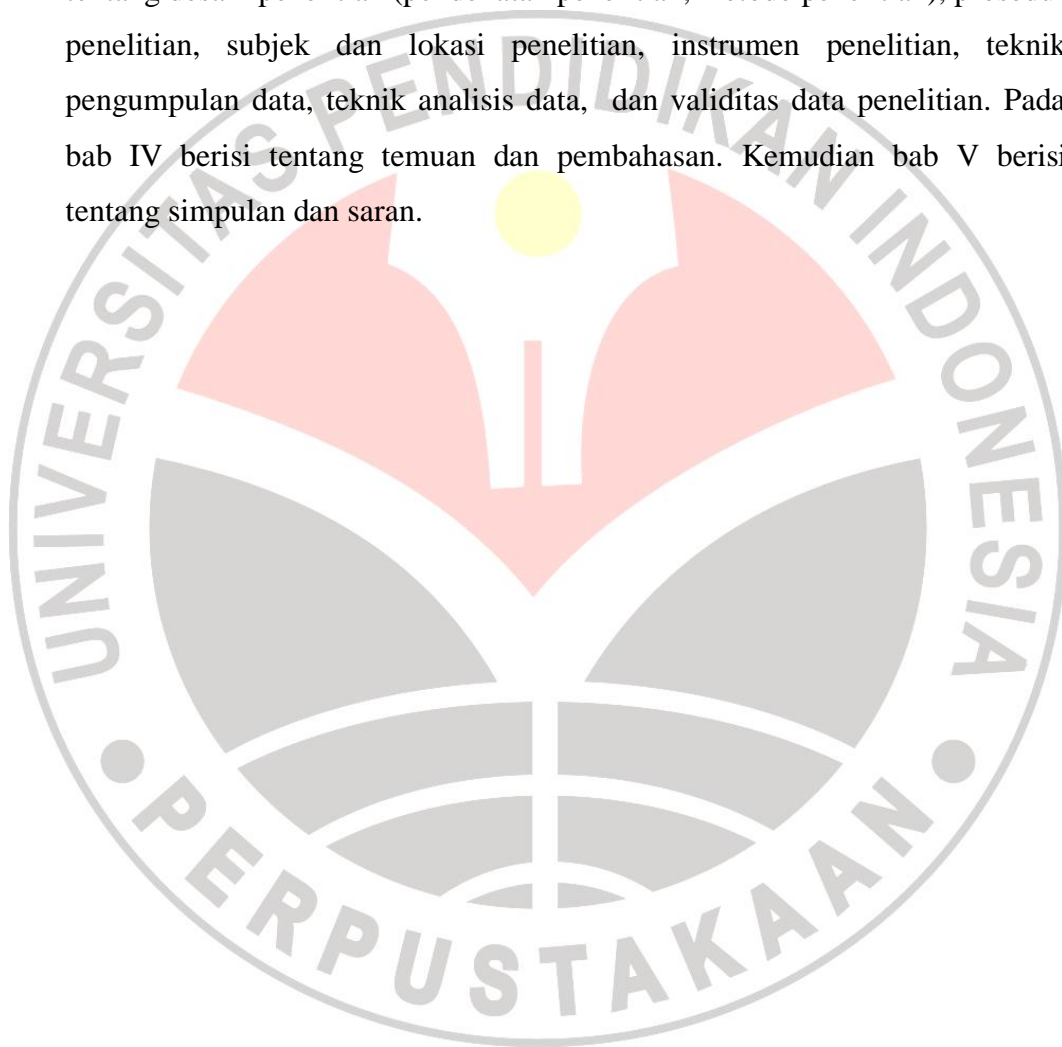 penelitian, subjek dan lokasi penelitian, instrumen penelitian, teknik
pengumpulan data, teknik analisis data, dan validitas data penelitian. Pada
bab IV berisi tentang temuan dan pembahasan. Kemudian bab V berisi
tentang simpulan dan saran.
UNIVERSITAS PENDIDIKAN INDONESIA
PERPUSTAKAAN